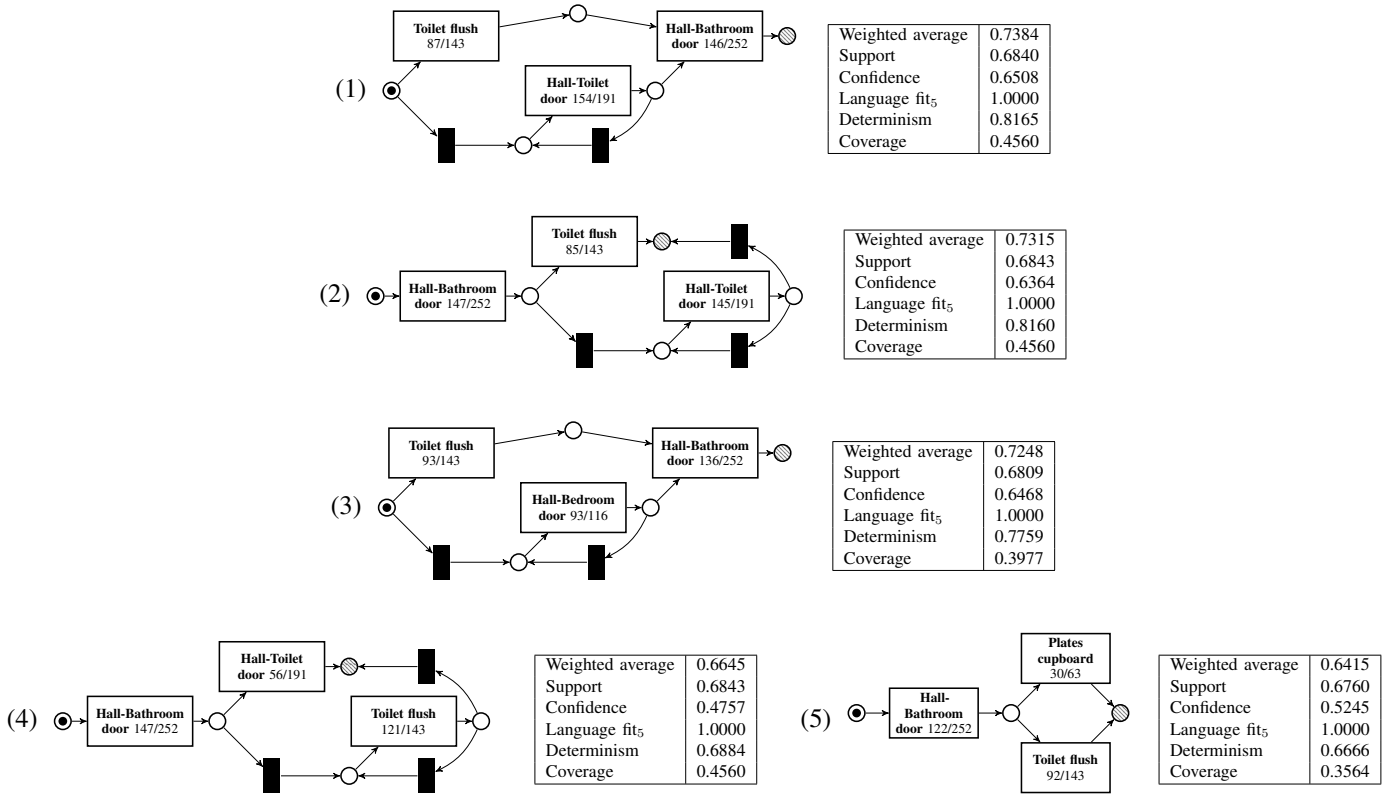 Toilet flush
87/143
Hall-Bathroom
door 146/252
Hall-Toilet
door 154/191
(1)
Weighted average 0.7384
Support 0.6840
Confidence 0.6508
Language fit₅ 1.0000
Determinism 0.8165
Coverage 0.4560
Toilet flush
85/143
(2)
Hall-Bathroom
door 147/252
Hall-Toilet
door 145/191
Weighted average 0.7315
Support 0.6843
Confidence 0.6364
Language fit₅ 1.0000
Determinism 0.8160
Coverage 0.4560
Toilet flush
93/143
Hall-Bathroom
door 136/252
(3)
Hall-Bedroom
door 93/116
Weighted average 0.7248
Support 0.6809
Confidence 0.6468
Language fit₅ 1.0000
Determinism 0.7759
Coverage 0.3977
Hall-Toilet
door 56/191
(4)
Hall-Bathroom
door 147/252
Toilet flush
121/143
Weighted average 0.6645
Support 0.6843
Confidence 0.4757
Language fit₅ 1.0000
Determinism 0.6884
Coverage 0.4560
Plates
cupboard
30/63
(5)
Hall-
Bathroom
door 122/252
Toilet flush
92/143
Weighted average 0.6415
Support 0.6760
Confidence 0.5245
Language fit₅ 1.0000
Determinism 0.6666
Coverage 0.3564